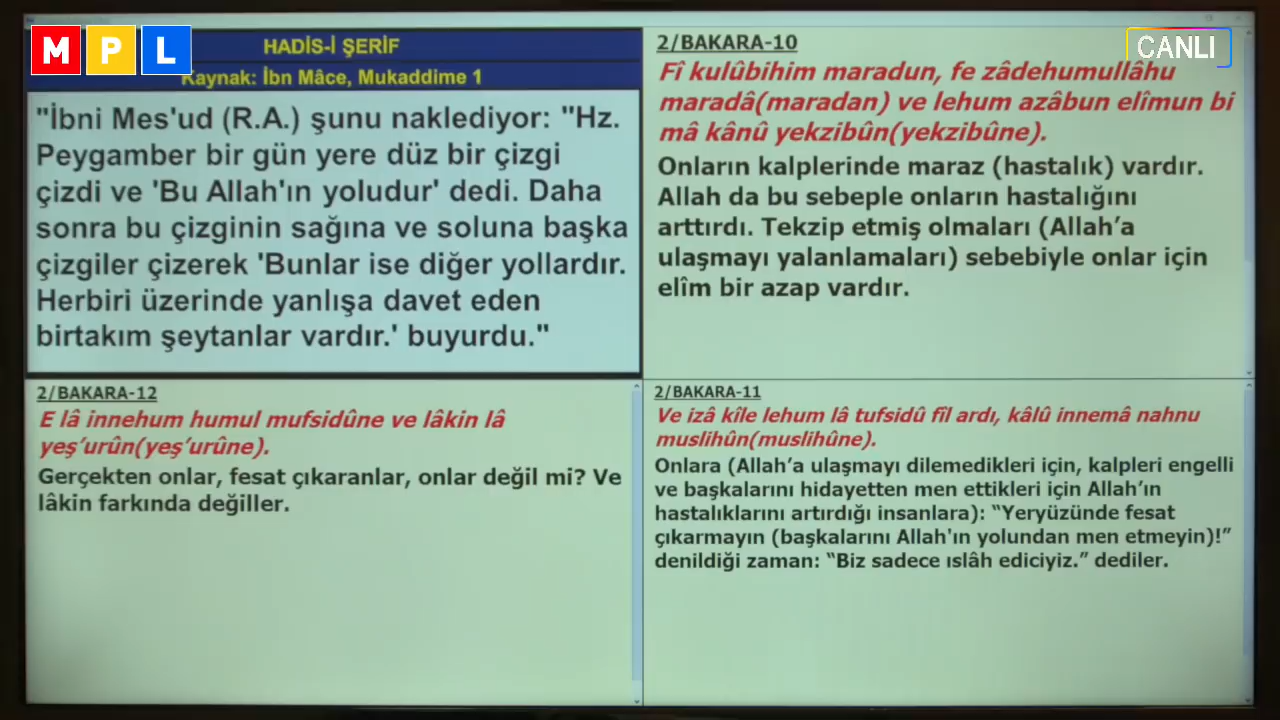 MPL
CANLI
HADİS-İ ŞERİF
Kaynak: İbn Mâce, Mukaddime 1
"İbni Mes'ud (R.A.) şunu naklediyor: "Hz.
Peygamber bir gün yere düz bir çizgi
çizdi ve 'Bu Allah'ın yoludur' dedi. Daha
sonra bu çizginin sağına ve soluna başka
çizgiler çizerek 'Bunlar ise diğer yollardır.
Herbiri üzerinde yanlışa davet eden
birtakım şeytanlar vardır.' buyurdu."
2/BAKARA-10
Fî kulûbihim maradun, fe zâdehumullâhu
maradâ(maradan) ve lehum azâbun elîmun bi
mâ kânû yekzibûn(yekzibûne).
Onların kalplerinde maraz (hastalık) vardır.
Allah da bu sebeple onların hastalığını
arttırdı. Tekzip etmiş olmaları (Allah’a
ulaşmayı yalanlamaları) sebebiyle onlar için
elîm bir azap vardır.
2/BAKARA-12
E lâ innehum humul mufsidûne ve lâkin lâ
yeş’urûn(yeş’urûne).
Gerçekten onlar, fesat çıkaranlar, onlar değil mi? Ve
lâkin farkında değiller.
2/BAKARA-11
Ve izâ kîle lehum lâ tufsidû fîl ardı, kâlû innemâ nahnu
muslihûn(muslihûne).
Onlara (Allah’a ulaşmayı dilemedikleri için, kalpleri engelli
ve başkalarını hidayetten men ettikleri için Allah’ın
hastalıklarını artırdığı insanlara): “Yeryüzünde fesat
çıkarmayın (başkalarını Allah'ın yolundan men etmeyin)!”
denildiği zaman: “Biz sadece ıslâh ediciyiz.” dediler.